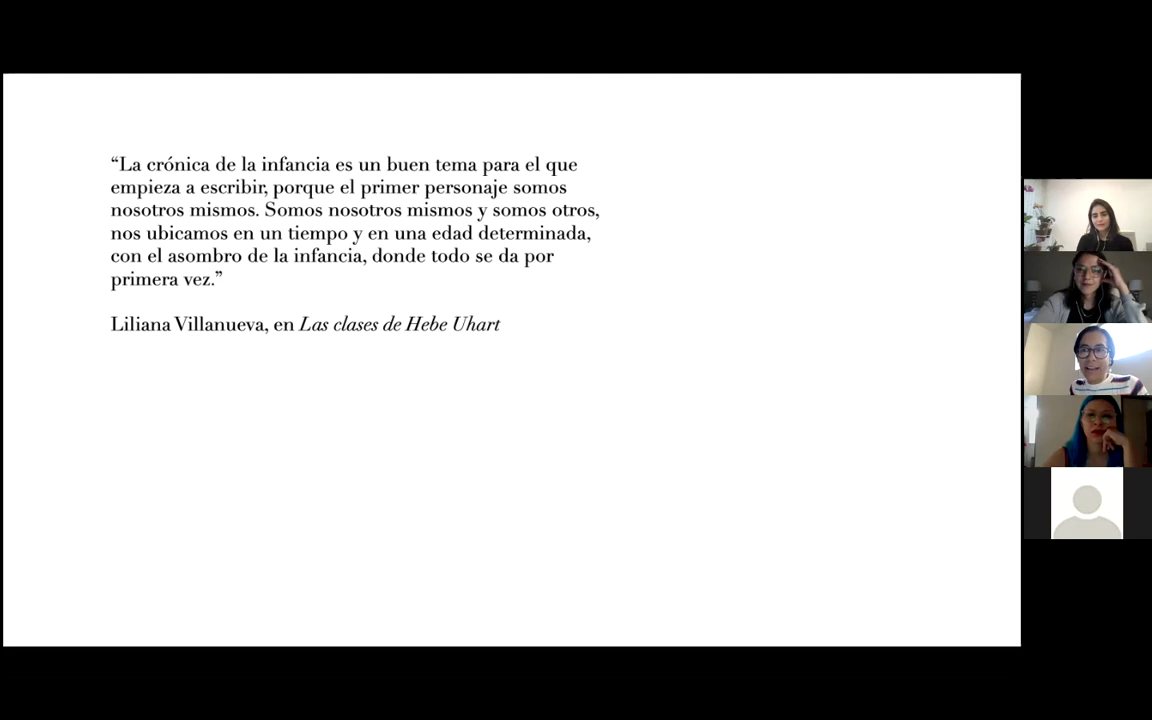 “La crónica de la infancia es un buen tema para el que
empieza a escribir, porque el primer personaje somos
nosotros mismos. Somos nosotros mismos y somos otros,
nos ubicamos en un tiempo y en una edad determinada,
con el asombro de la infancia, donde todo se da por
primera vez.”
Liliana Villanueva, en Las clases de Hebe Uhart